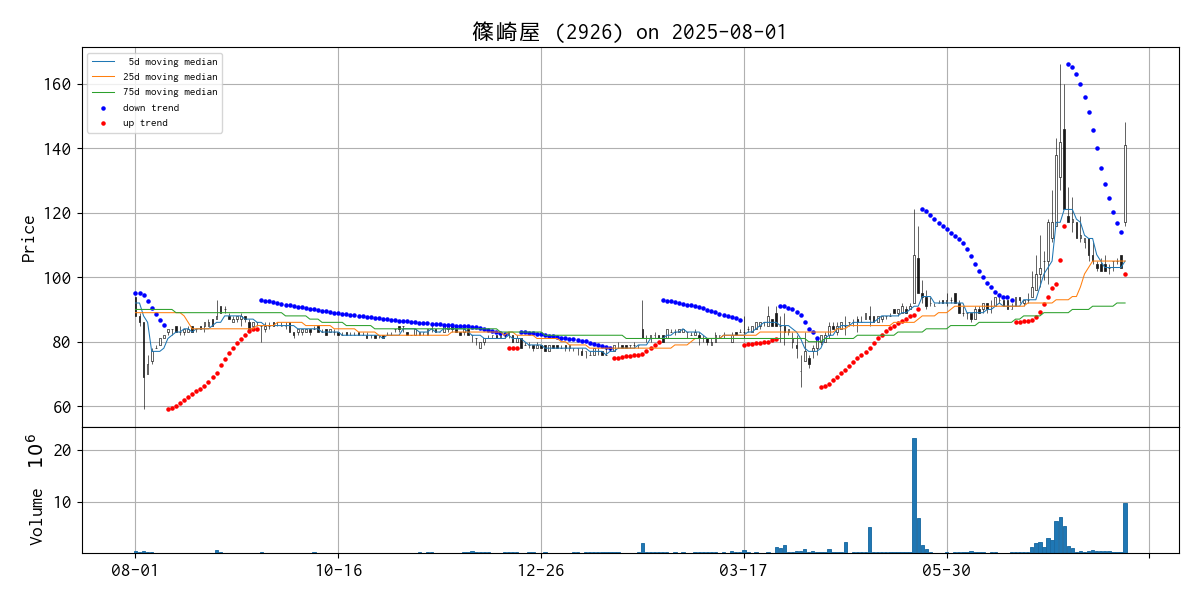 篠崎屋 (2926) on 2025-08-01
5d moving median
25d moving median
75d moving median
down trend
up trend
Price
160
140
120
100
80
60
Volume 10^6
20
10
08-01 10-16 12-26 03-17 05-30